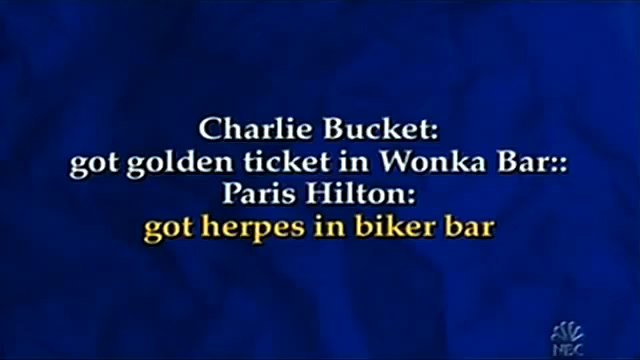 Charlie Bucket:
got golden ticket in Wonka Bar::
Paris Hilton:
got herpes in biker bar
NBC